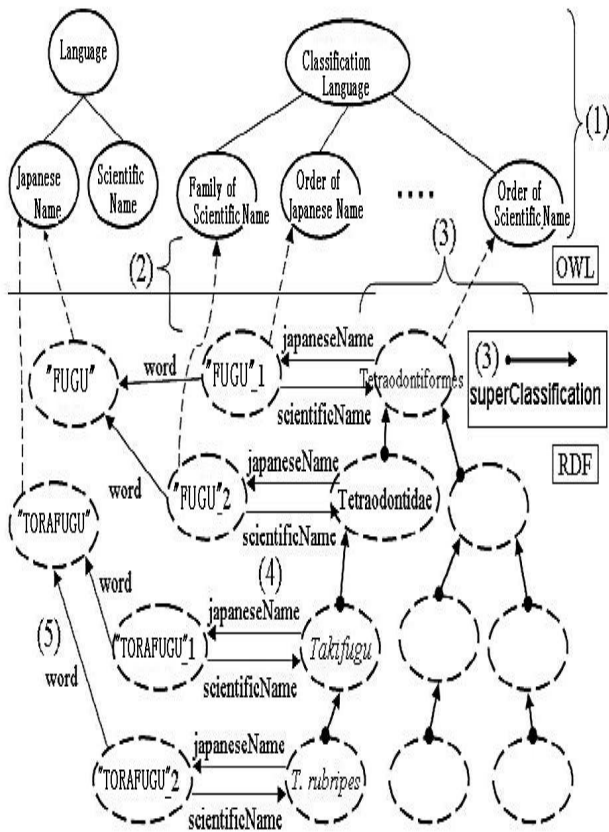 Language
Classification
Language
Japanese
Name
Scientific
Name
Family of
Scientific Name
Order of
Japanese Name
....
Order of
Scientific Name
(1)
(2)
(3)
OWL
"FUGU"
word
"FUGU"_1
japaneseName
scientificName
Tetraodontiformes
(3)
superClassification
RDF
word
"FUGU"_2
japaneseName
scientificName
Tetraodontidae
"TORAFUGU"
(4)
word
"TORAFUGU"_1
japaneseName
scientificName
Takifugu
(5)
word
"TORAFUGU"_2
japaneseName
scientificName
T. rubripes